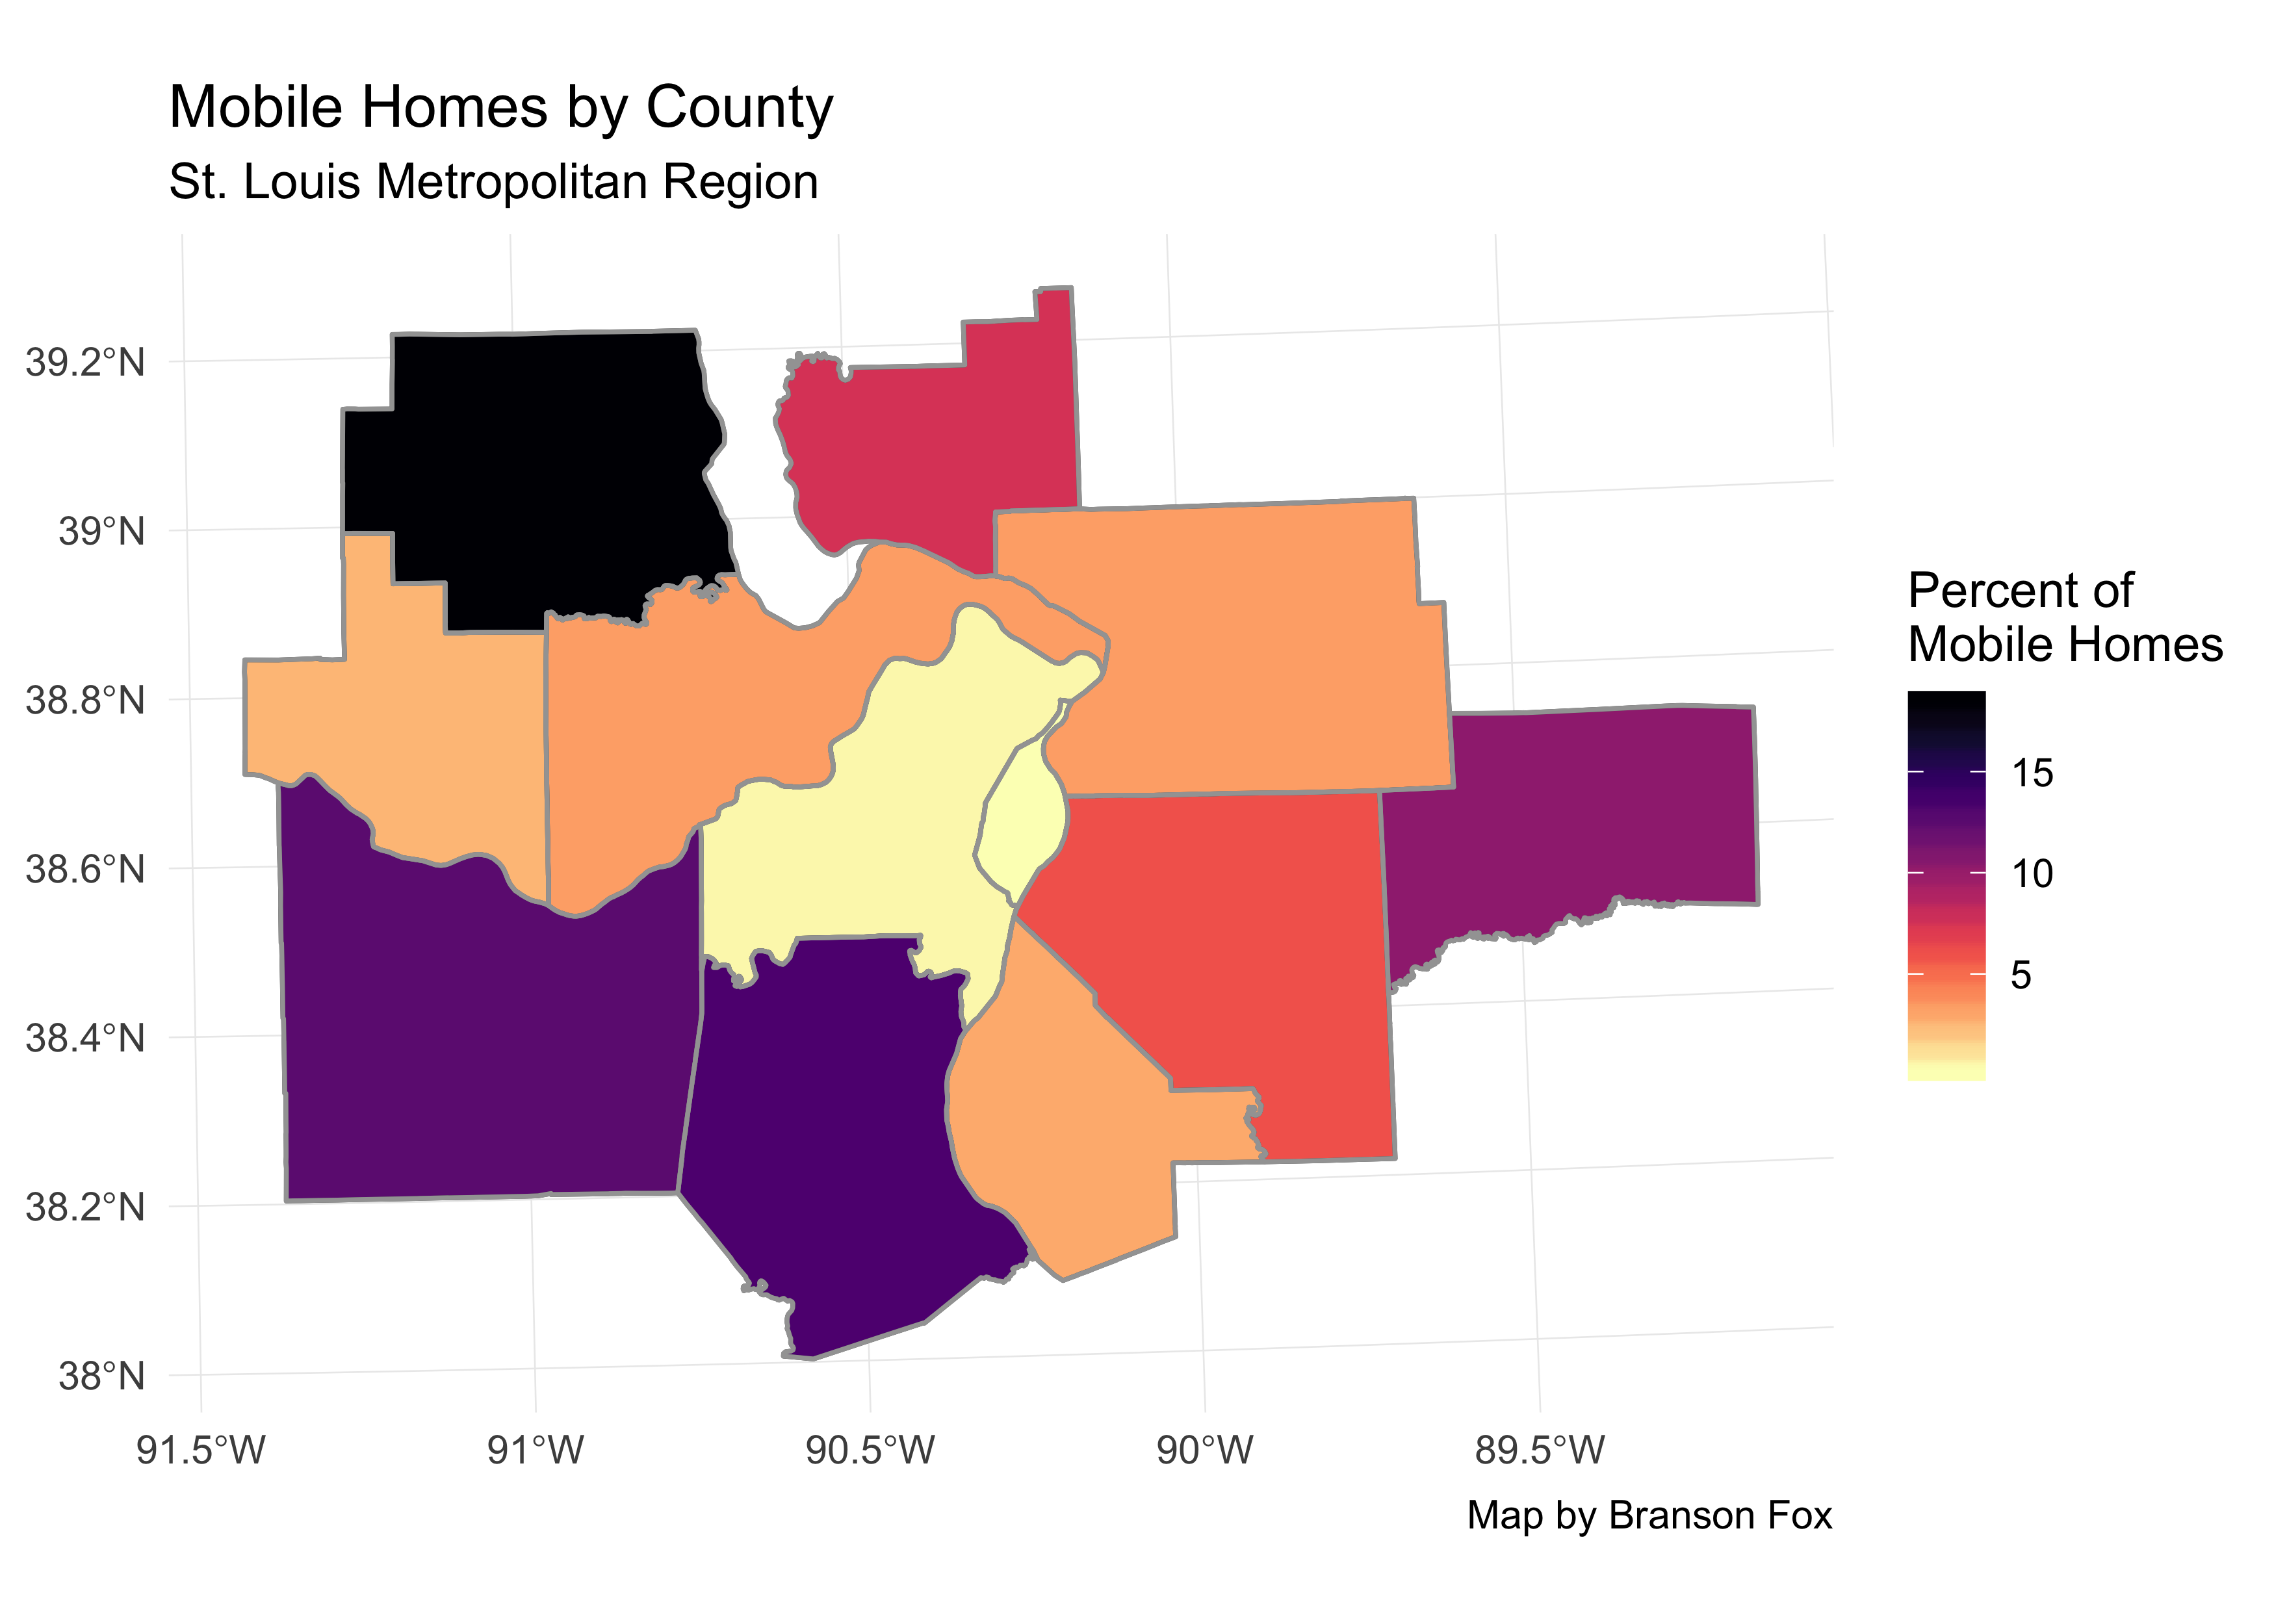 Mobile Homes by County
St. Louis Metropolitan Region
39.2°N
39°N
38.8°N
38.6°N
38.4°N
38.2°N
38°N
91.5°W
91°W
90.5°W
90°W
89.5°W
Percent of
Mobile Homes
15
10
5
Map by Branson Fox